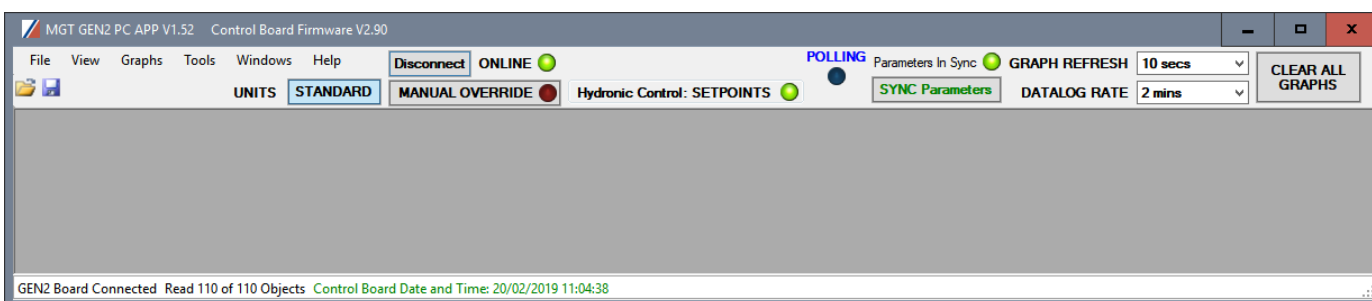 MGT GEN2 PC APP V1.52 Control Board Firmware V2.90
File View Graphs Tools Windows Help Disconnect ONLINE POLLING Parameters In Sync GRAPH REFRESH 10 secs CLEAR ALL GRAPHS
UNITS STANDARD MANUAL OVERRIDE Hydronic Control: SETPOINTS SYNC Parameters DATALOG RATE 2 mins
GEN2 Board Connected Read 110 of 110 Objects Control Board Date and Time: 20/02/2019 11:04:38